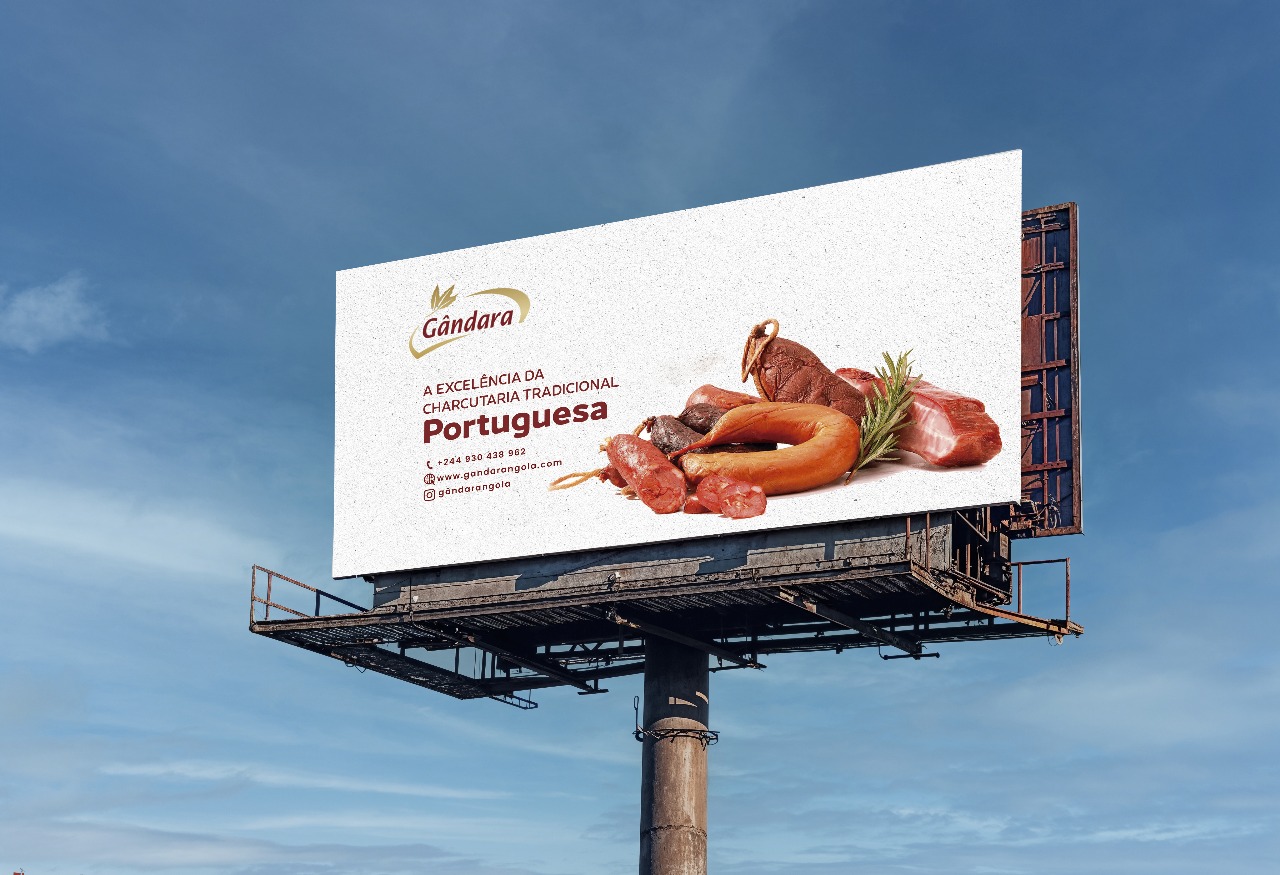 Gândara
A EXCELÊNCIA DA
CHARCUTARIA TRADICIONAL
Portuguesa
+244 930 438 962
www.gandarangola.com
gândarangola